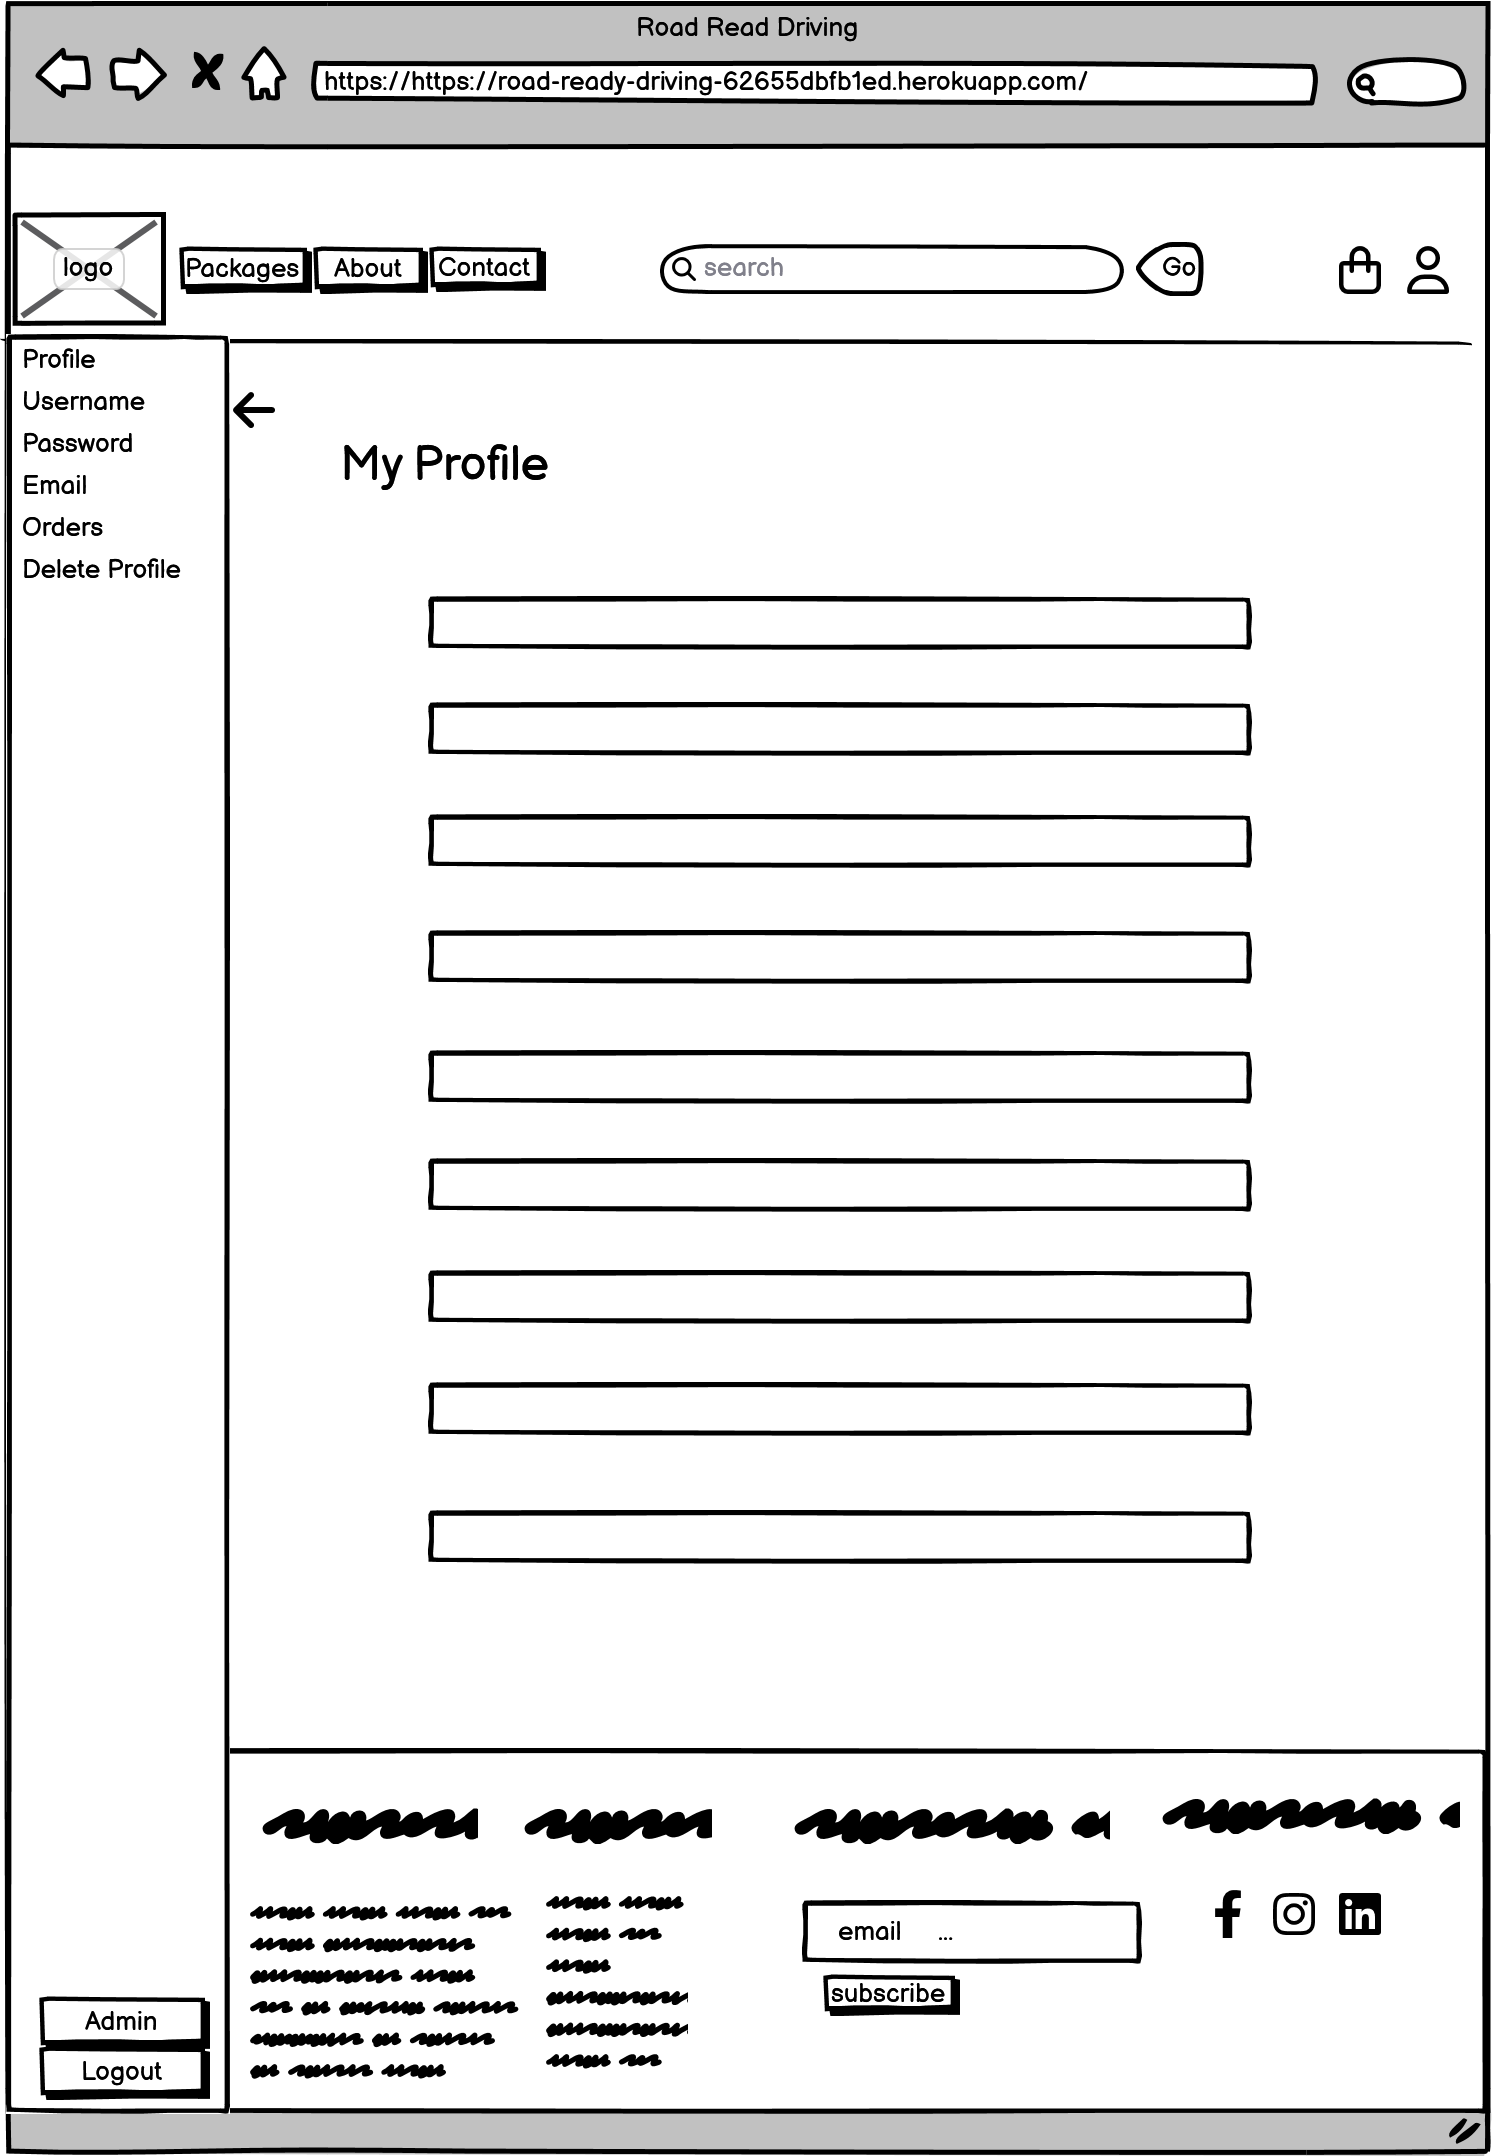 Road Read Driving
https://https://road-ready-driving-62655dbfb1ed.herokuapp.com/
logo
Packages
About
Contact
search
Go
Profile
Username
Password
Email
Orders
Delete Profile
My Profile
email ...
subscribe
Admin
Logout